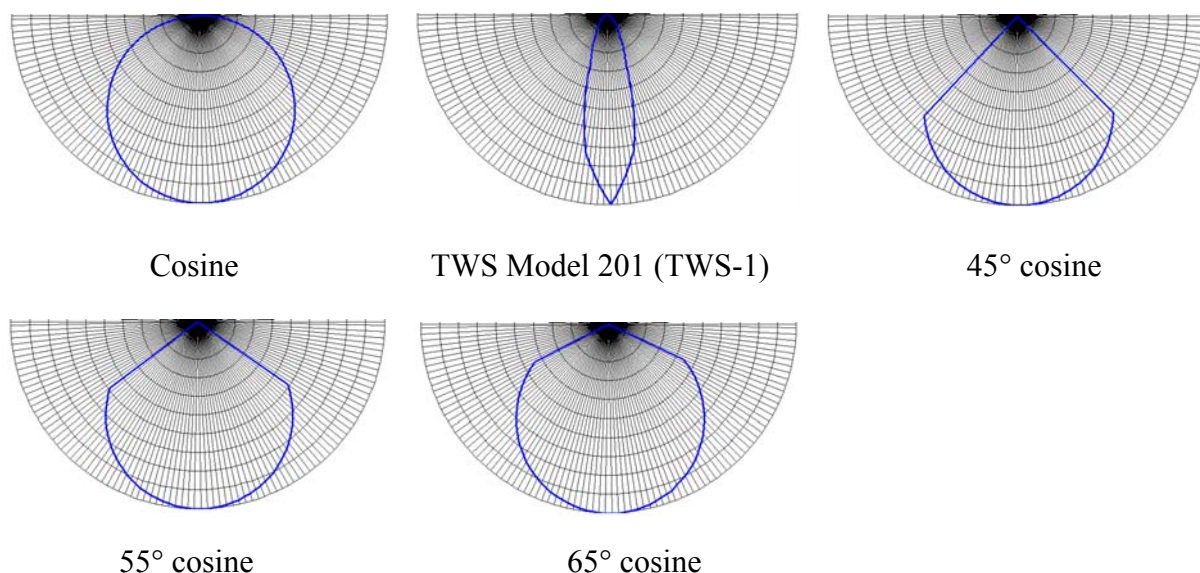 Cosine
TWS Model 201 (TWS-1)
45° cosine
55° cosine
65° cosine